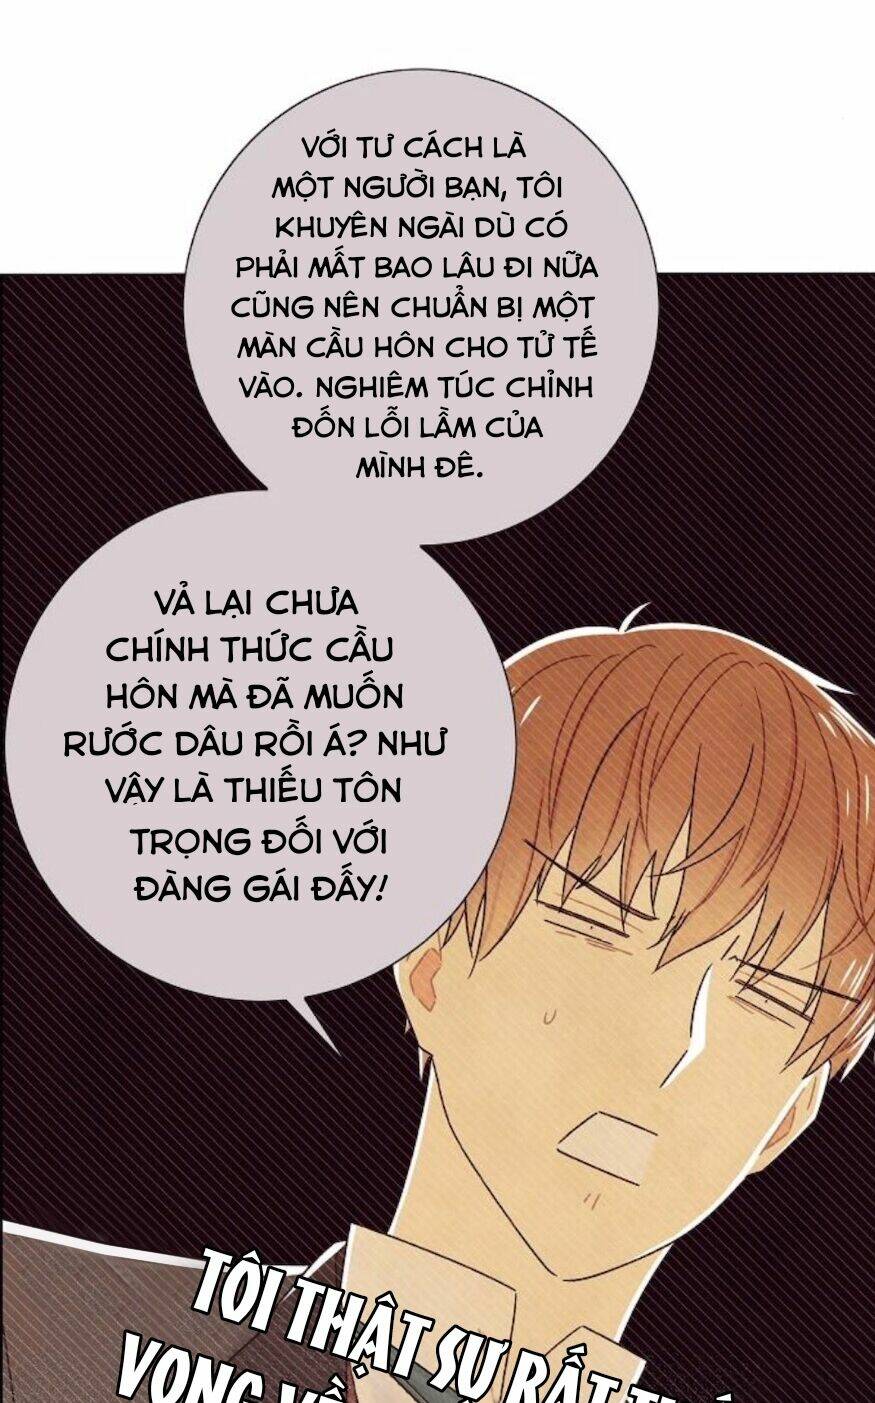 VỚI TƯ CÁCH LÀ
MỘT NGƯỜI BẠN, TÔI
KHUYÊN NGÀI DÙ CÓ
PHẢI MẤT BAO LÂU ĐI NỮA
CŨNG NÊN CHUẨN BỊ MỘT
MÀN CẦU HÔN CHO TỬ TẾ
VÀO. NGHIÊM TÚC CHỈNH
ĐỐN LỖI LẦM CỦA
MÌNH ĐÊ.
VẢ LẠI CHƯA
CHÍNH THỨC CẦU
HÔN MÀ ĐÃ MUỐN
RƯỚC DÂU RỒI Á? NHƯ
VẬY LÀ THIẾU TÔN
TRỌNG ĐỐI VỚI
ĐÀNG GÁI ĐẤY!
TÔI THẬT SỰ RẤT
VỌNG VỀ